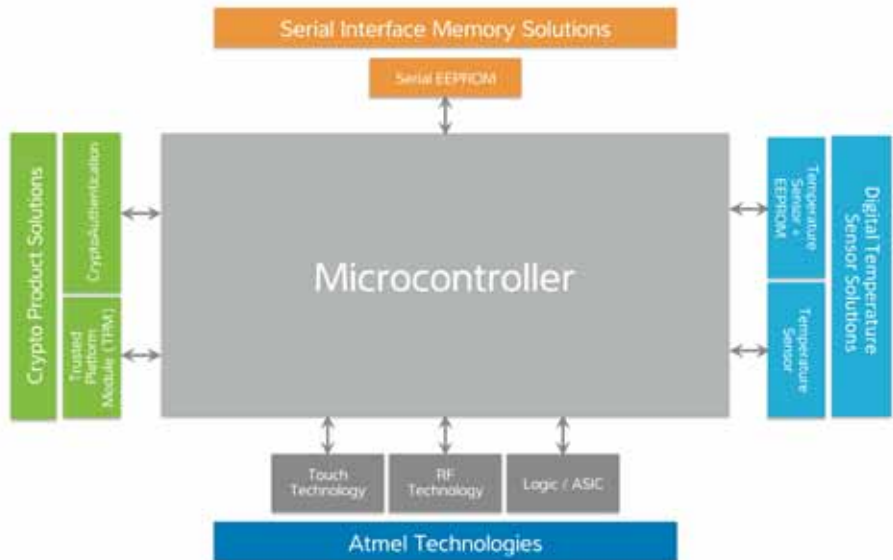 Serial Interface Memory Solutions
Serial EEPROM
Crypto Product Solutions
CryptoAuthentication
Trusted
Platform
Module (TPM)
Microcontroller
Temperature
Sensor +
EEPROM
Temperature
Sensor
Digital Temperature
Sensor Solutions
Touch
Technology
RF
Technology
Logic / ASIC
Atmel Technologies